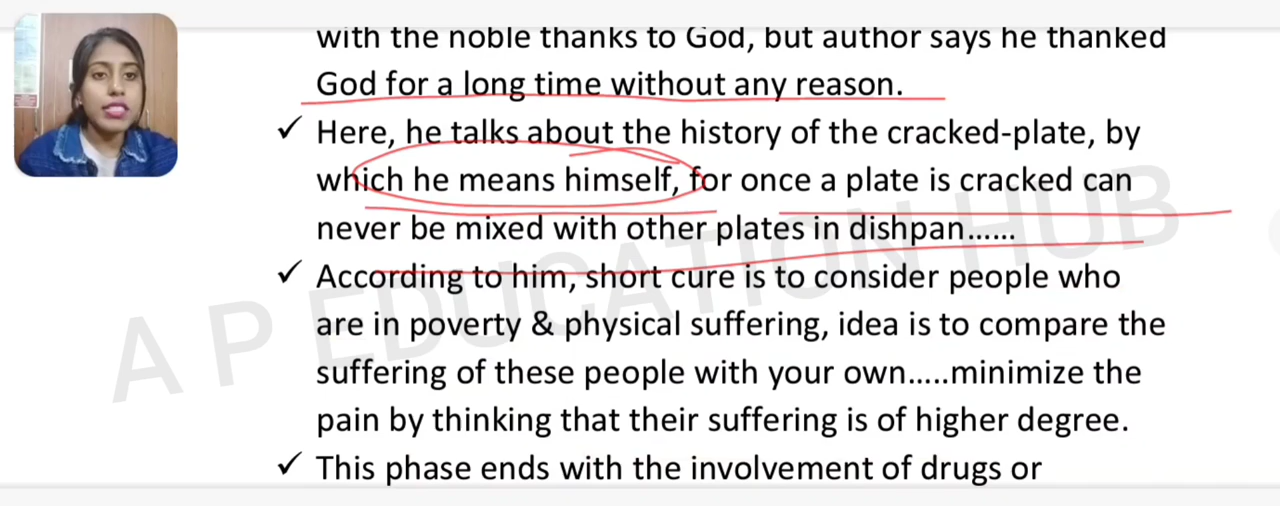 with the noble thanks to God, but author says he thanked
God for a long time without any reason.
✓ Here, he talks about the history of the cracked-plate, by
which he means himself, for once a plate is cracked can
never be mixed with other plates in dishpan......
✓ According to him, short cure is to consider people who
are in poverty & physical suffering, idea is to compare the
suffering of these people with your own.....minimize the
pain by thinking that their suffering is of higher degree.
✓ This phase ends with the involvement of drugs or
A P EDUCATION HUB